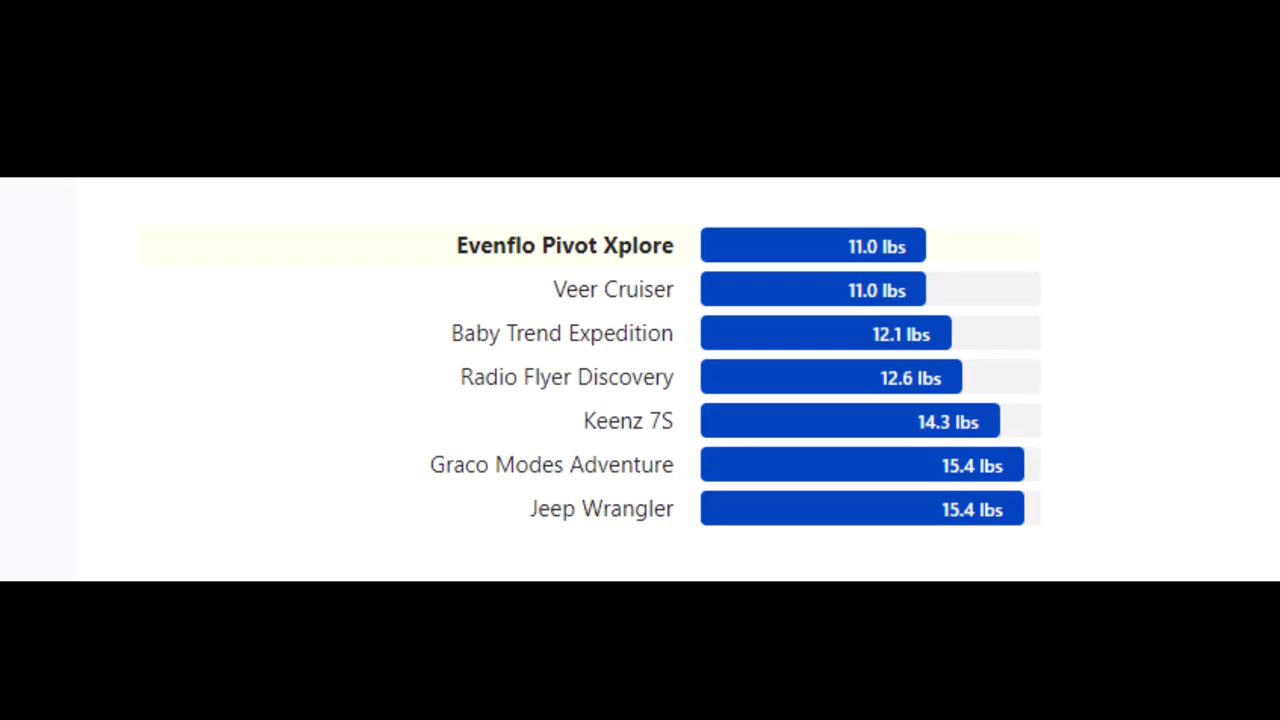 Evenflo Pivot Xplore 11.0 lbs
Veer Cruiser 11.0 lbs
Baby Trend Expedition 12.1 lbs
Radio Flyer Discovery 12.6 lbs
Keenz 7S 14.3 lbs
Graco Modes Adventure 15.4 lbs
Jeep Wrangler 15.4 lbs